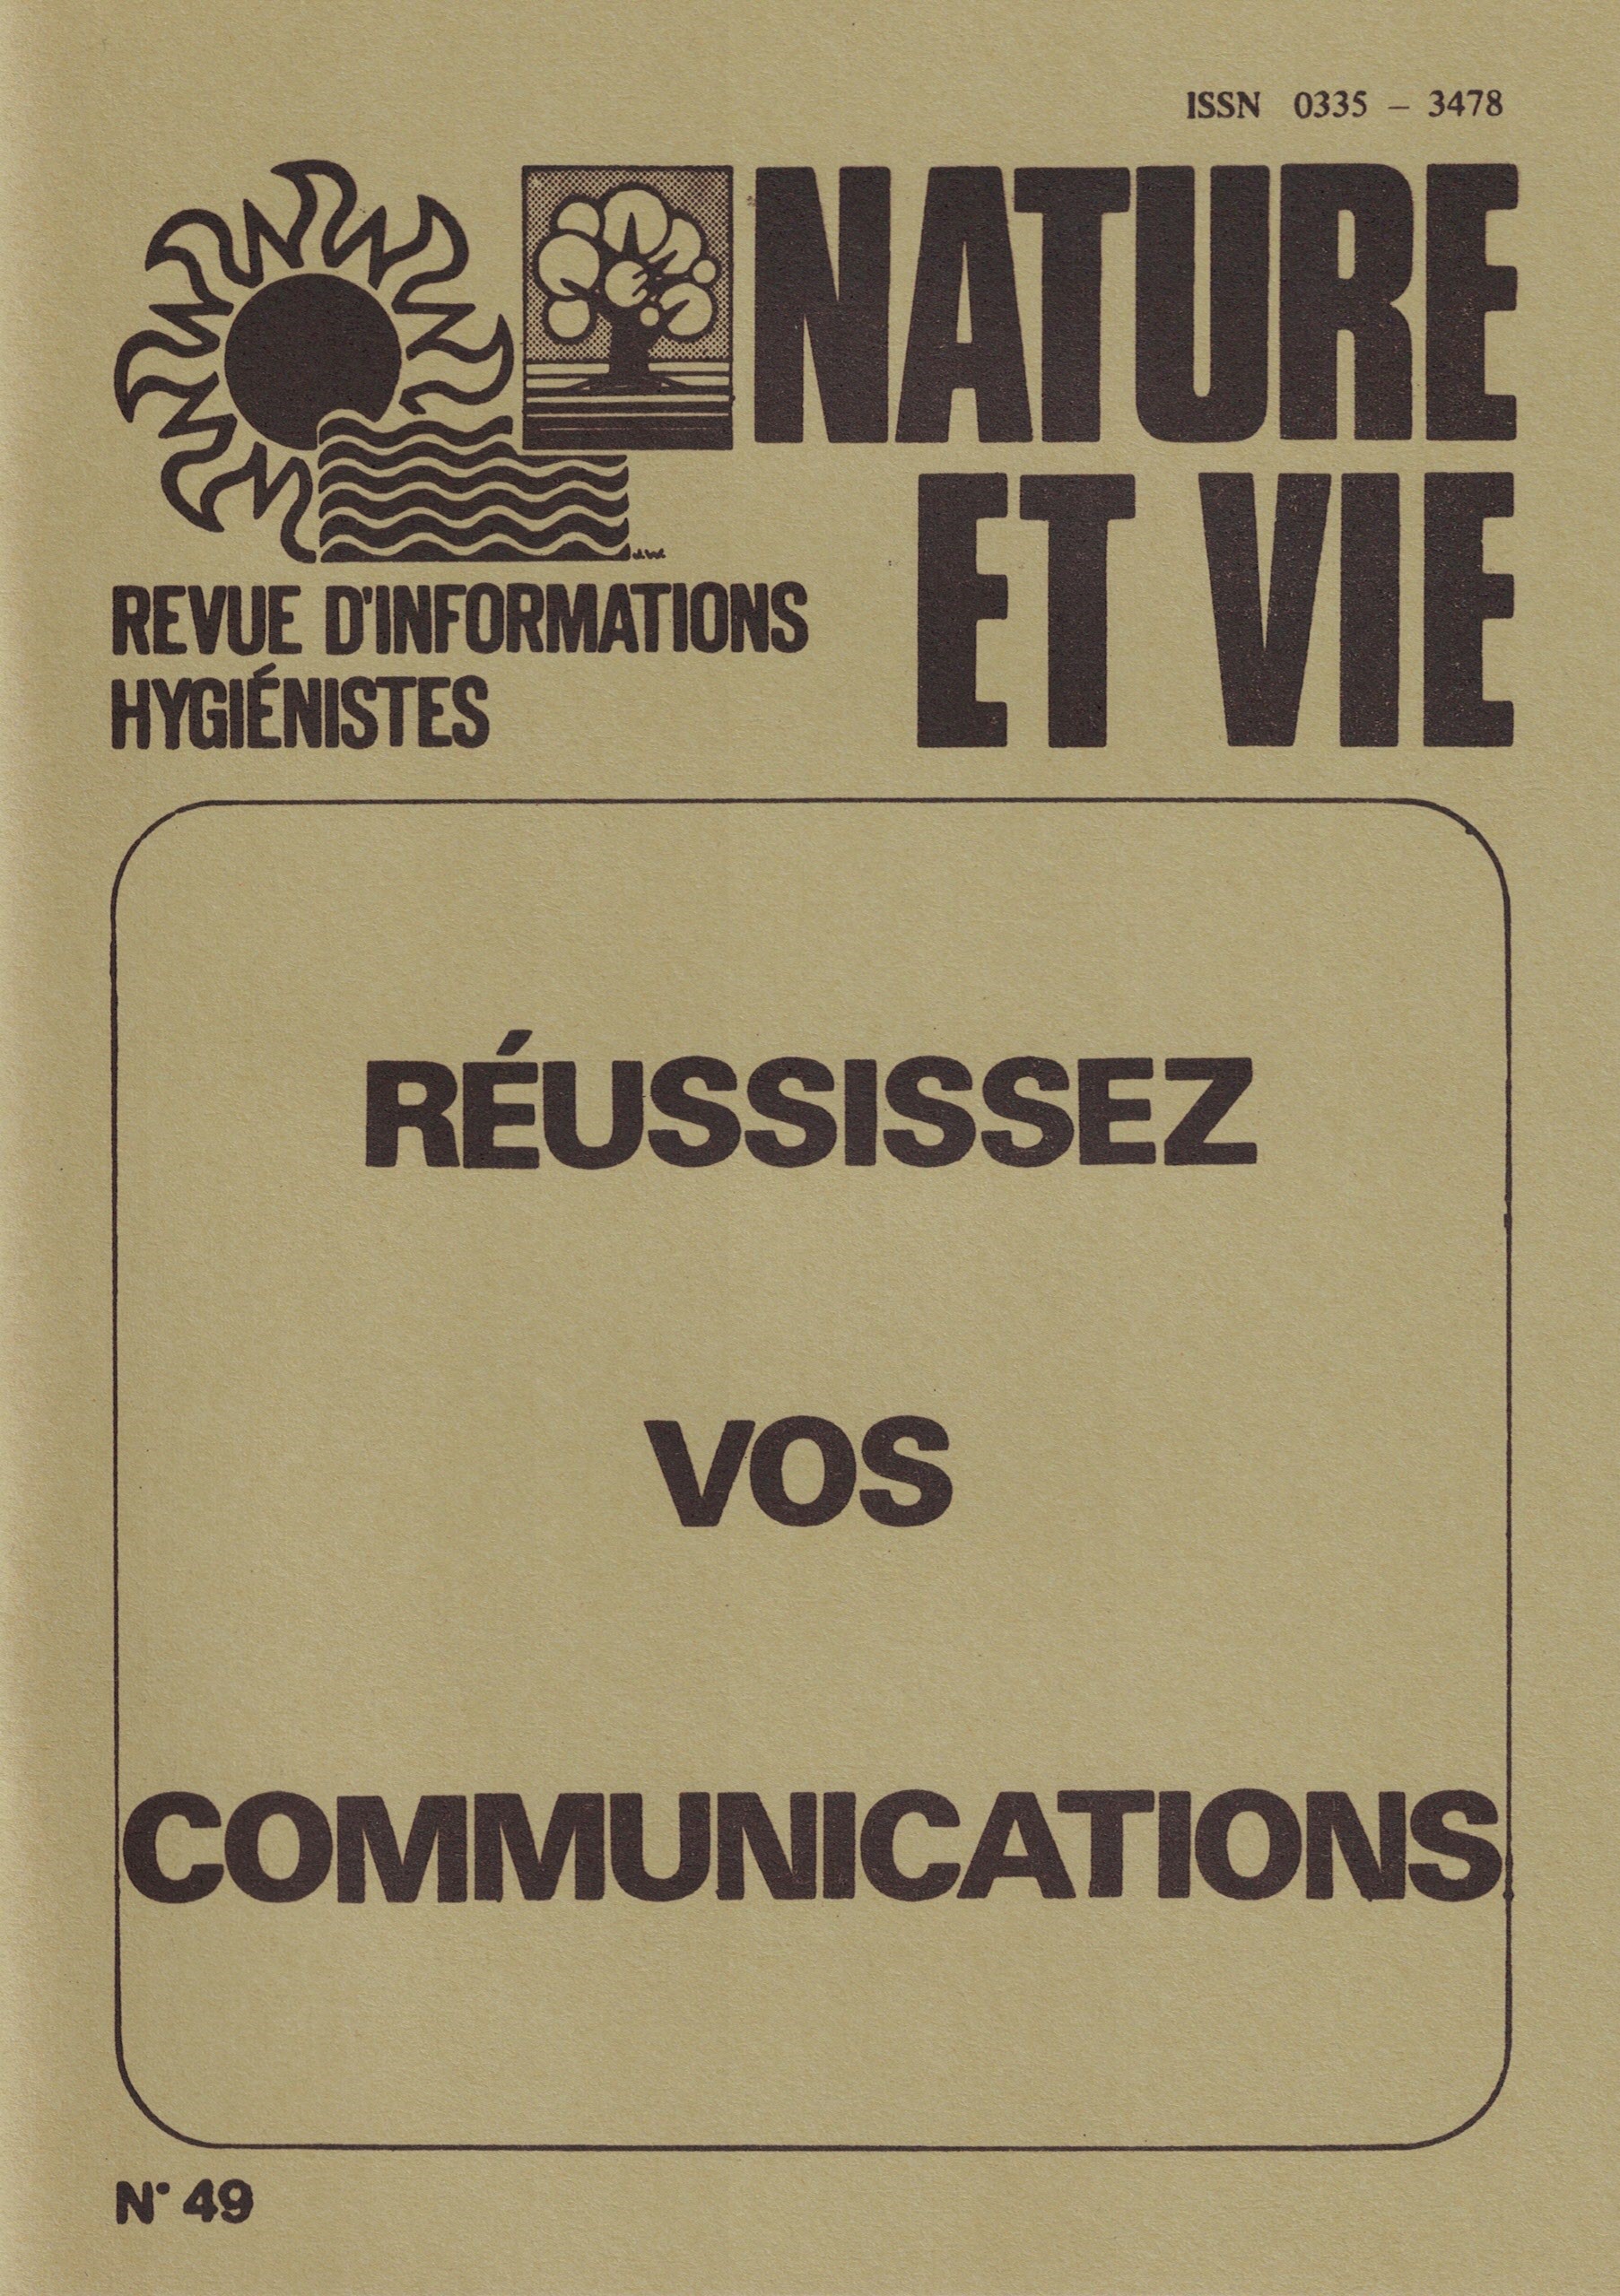 ISSN 0335 – 3478
NATURE
ET VIE
REVUE D'INFORMATIONS
HYGIÉNISTES
RÉUSSISSEZ
VOS
COMMUNICATIONS
N° 49